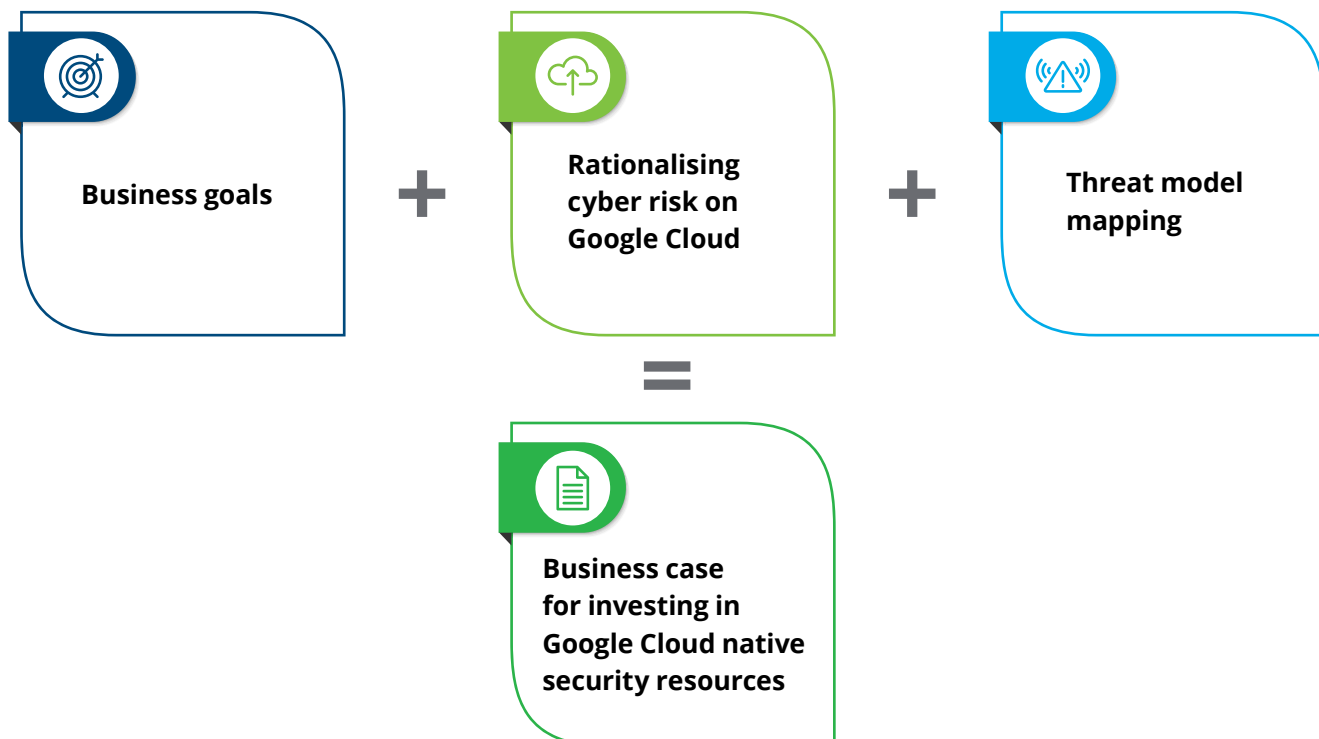 Business goals
+
Rationalising
cyber risk on
Google Cloud
+
Threat model
mapping
=
Business case
for investing in
Google Cloud native
security resources